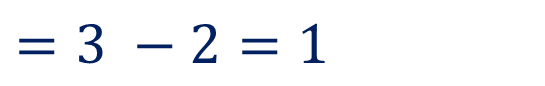 = 3 − 2 = 1